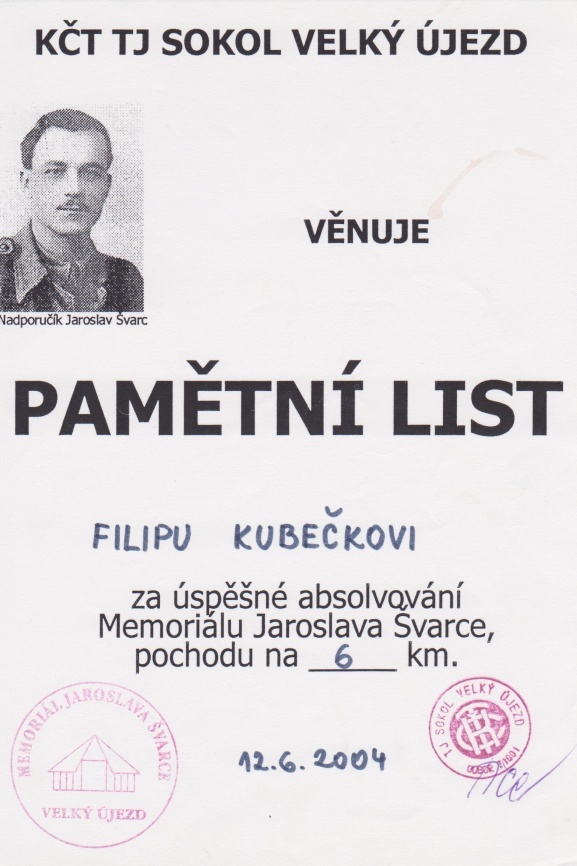 KČT TJ SOKOL VELKÝ ÚJEZD
VĚNUJE
Nadporučík Jaroslav Švarc
PAMĚTNÍ LIST
FILIPU KUBEČKOVI
za úspěšné absolvování
Memoriálu Jaroslava Švarce,
pochodu na 6 km.
MEMORIÁL JAROSLAVA ŠVARCE
VELKÝ ÚJEZD
12.6.2004
TJ SOKOL VELKÝ ÚJEZD